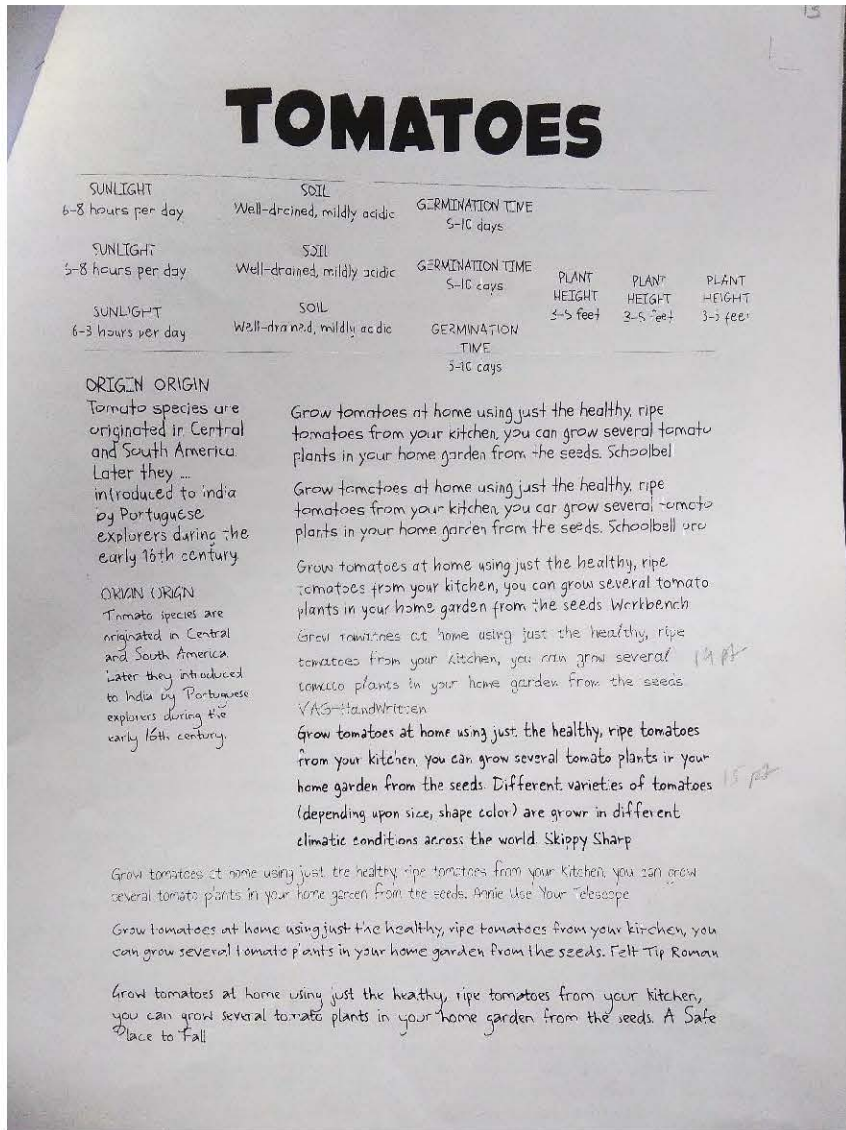 13
TOMATOES
SUNLIGHT
6-8 hours per day
SOIL
Well-drained, mildly acidic
GERMINATION TIME
5-10 days
SUNLIGHT
6-8 hours per day
SOIL
Well-drained, mildly acidic
GERMINATION TIME
5-10 days
PLANT
HEIGHT
3-5 feet
PLANT
HEIGHT
3-5 feet
PLANT
HEIGHT
3-5 feet
SUNLIGHT
6-8 hours per day
SOIL
Well-drained, mildly acidic
GERMINATION
TIME
5-10 days
ORIGIN ORIGIN
Tomato species are
originated in Central
and South America
Later they ...
introduced to india
by Portuguese
explorers during the
early 16th century
ORIGIN ORIGIN
Tomato species are
originated in Central
and South America
Later they introduced
to India by Portuguese
explorers during the
early 16th century.
Grow tomatoes at home using just the healthy, ripe
tomatoes from your kitchen, you can grow several tomato
plants in your home garden from the seeds. Schoolbel
Grow tomatoes at home using just the healthy, ripe
tomatoes from your kitchen, you can grow several tomato
plants in your home garden from the seeds. Schoolbell pro
Grow tomatoes at home using just the healthy, ripe
tomatoes from your kitchen, you can grow several tomato
plants in your home garden from the seeds Workbench
Grow tomatoes at home using just the healthy, ripe
tomatoes from your kitchen, you can grow several
tomato plants in your home garden from the seeds
VAG-HandWritten
14 pt
Grow tomatoes at home using just, the healthy, ripe tomatoes
from your kitchen, you can grow several tomato plants in your
home garden from the seeds. Different varieties of tomatoes
(depending upon size, shape color) are grown in different
climatic conditions across the world. Skippy Sharp
15 pt
Grow tomatoes at home using just the healthy, ripe tomatoes from your kitchen, you can grow
several tomato plants in your home garden from the seeds. Annie Use Your Telescope
Grow tomatoes at home using just the healthy, ripe tomatoes from your kitchen, you
can grow several tomato plants in your home garden from the seeds. Felt Tip Roman
Grow tomatoes at home using just the heathy, ripe tomatoes from your kitchen,
you can grow several tomato plants in your home garden from the seeds. A Safe
Place to Fall